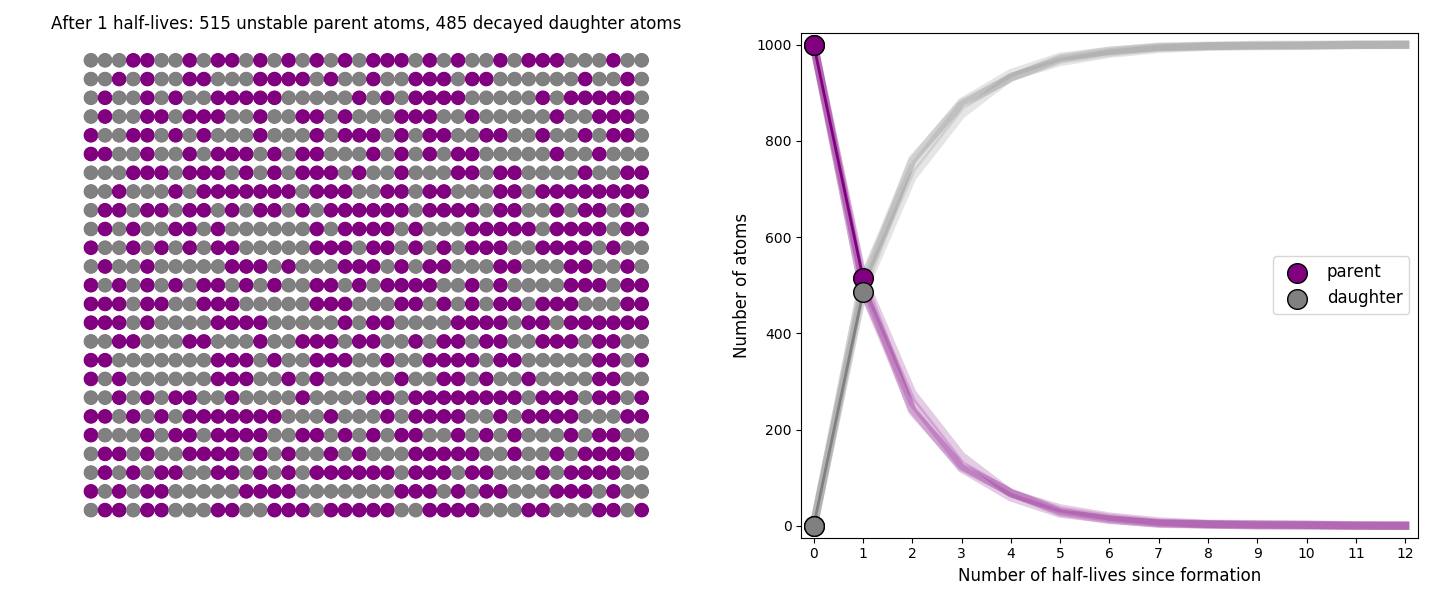 After 1 half-lives: 515 unstable parent atoms, 485 decayed daughter atoms
1000
800
600
400
200
0
Number of atoms
parent
daughter
0 1 2 3 4 5 6 7 8 9 10 11 12
Number of half-lives since formation